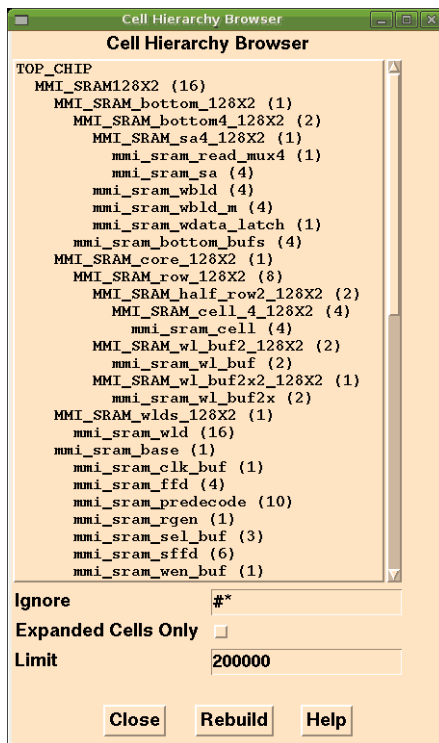 Cell Hierarchy Browser
Cell Hierarchy Browser
TOP_CHIP
MMI_SRAM128X2 (16)
MMI_SRAM_bottom_128X2 (1)
MMI_SRAM_bottom4_128X2 (2)
MMI_SRAM_sa4_128X2 (1)
mmi_sram_read_mux4 (1)
mmi_sram_sa (4)
mmi_sram_wbld (4)
mmi_sram_wbld_m (4)
mmi_sram_wdata_latch (1)
mmi_sram_bottom_bufs (4)
MMI_SRAM_core_128X2 (1)
MMI_SRAM_row_128X2 (8)
MMI_SRAM_half_row2_128X2 (2)
MMI_SRAM_cell_4_128X2 (4)
mmi_sram_cell (4)
MMI_SRAM_wl_buf2_128X2 (2)
mmi_sram_wl_buf (2)
MMI_SRAM_wl_buf2x2_128X2 (1)
mmi_sram_wl_buf2x (2)
MMI_SRAM_wlds_128X2 (1)
mmi_sram_wld (16)
mmi_sram_base (1)
mmi_sram_clk_buf (1)
mmi_sram_ffd (4)
mmi_sram_predecode (10)
mmi_sram_rgen (1)
mmi_sram_sel_buf (3)
mmi_sram_sffd (6)
mmi_sram_wen_buf (1)
Ignore #*
Expanded Cells Only
Limit 200000
Close Rebuild Help